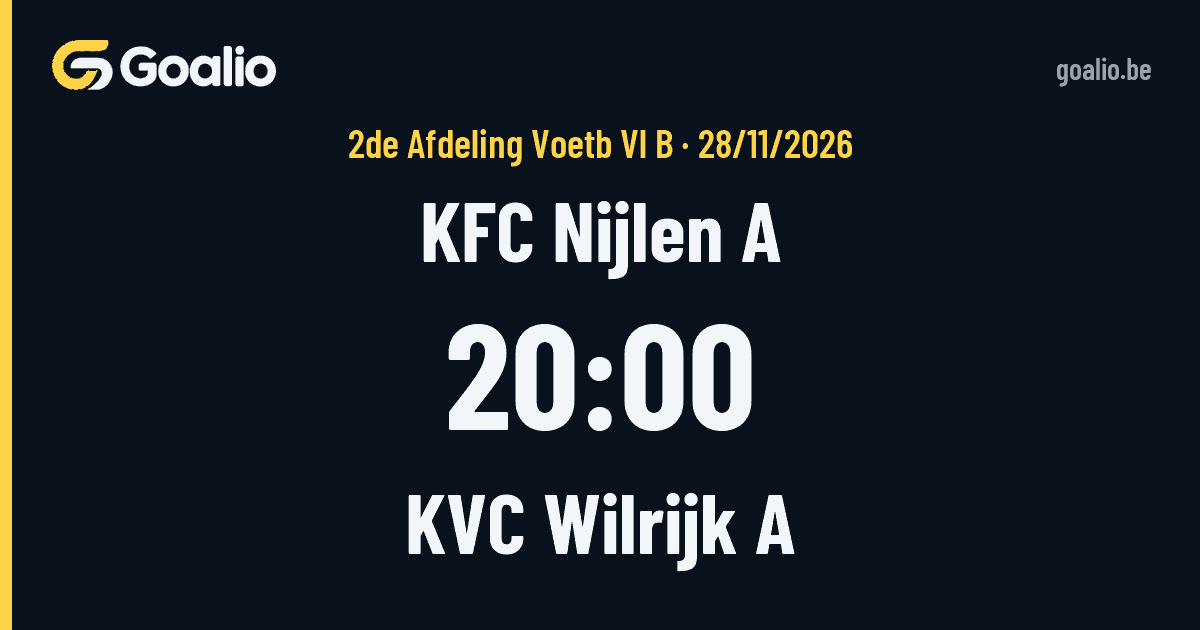 Goalio
goalio.be
2de Afdeling Voetb Vl B · 28/11/2026
KFC Nijlen A
20:00
KVC Wilrijk A